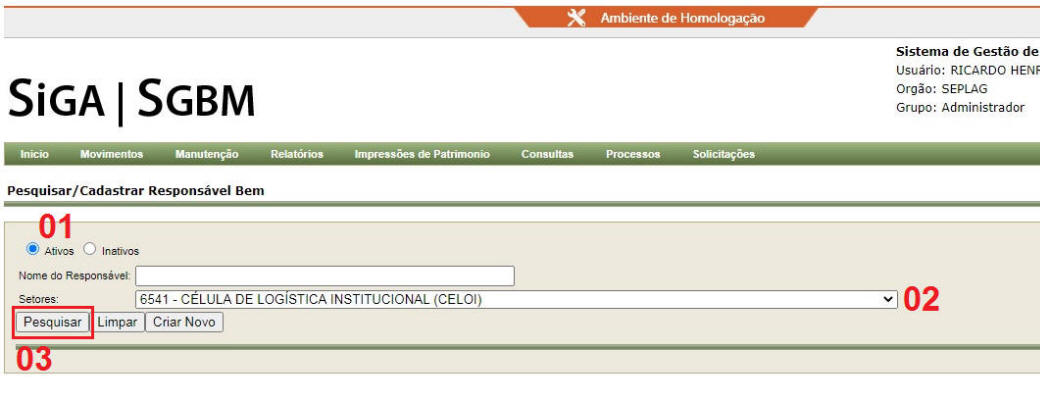 Ambiente de Homologação
Sistema de Gestão de
Usuário: RICARDO HENR
Orgão: SEPLAG
Grupo: Administrador
SiGA | SGBM
Inicio Movimentos Manutenção Relatórios Impressões de Patrimonio Consultas Processos Solicitações
Pesquisar/Cadastrar Responsável Bem
01
Ativos Inativos
Nome do Responsável:
Setores: 6541 - CÉLULA DE LOGÍSTICA INSTITUCIONAL (CELOI) 02
Pesquisar Limpar Criar Novo
03